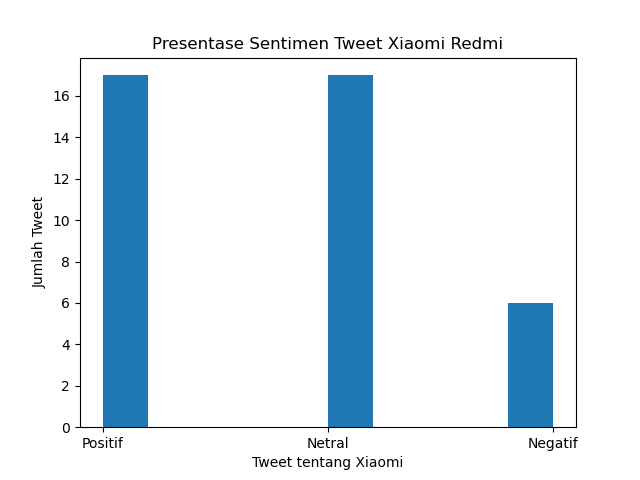 Presentase Sentimen Tweet Xiaomi Redmi
16
14
12
10
8
6
4
2
0
Jumlah Tweet
Positif Netral Negatif
Tweet tentang Xiaomi